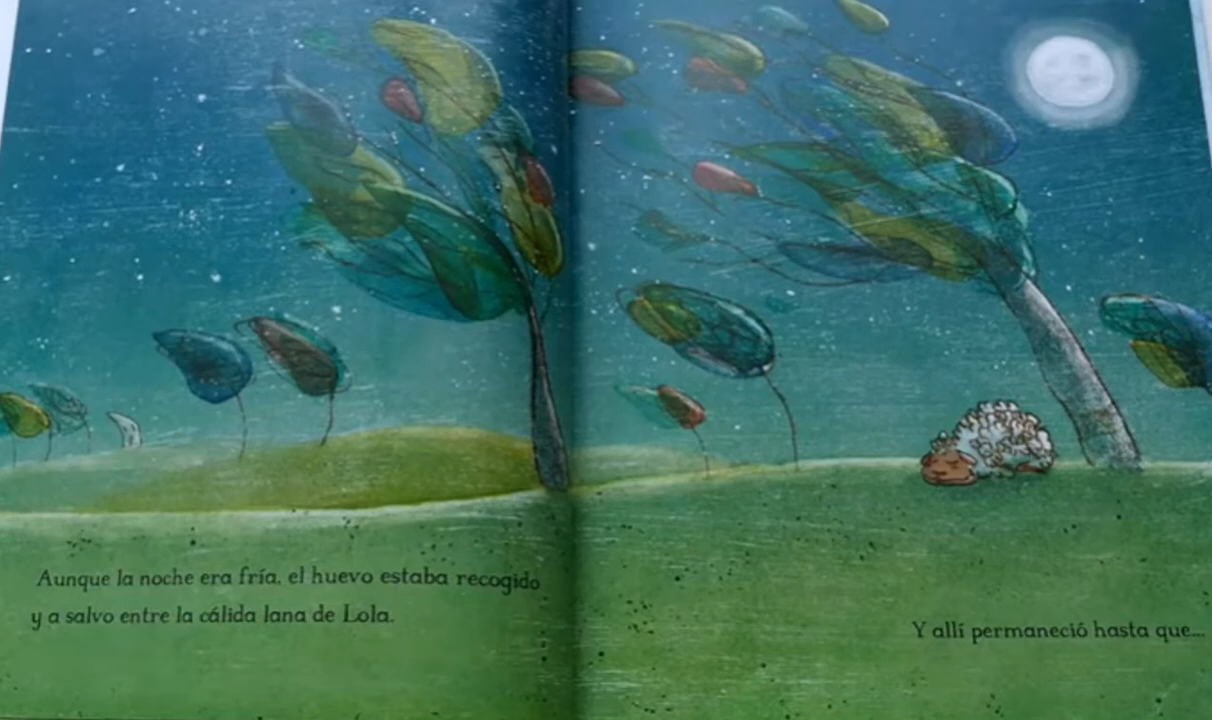 Aunque la noche era fría, el huevo estaba recogido
y a salvo entre la cálida lana de Lola.
Y allí permaneció hasta que...